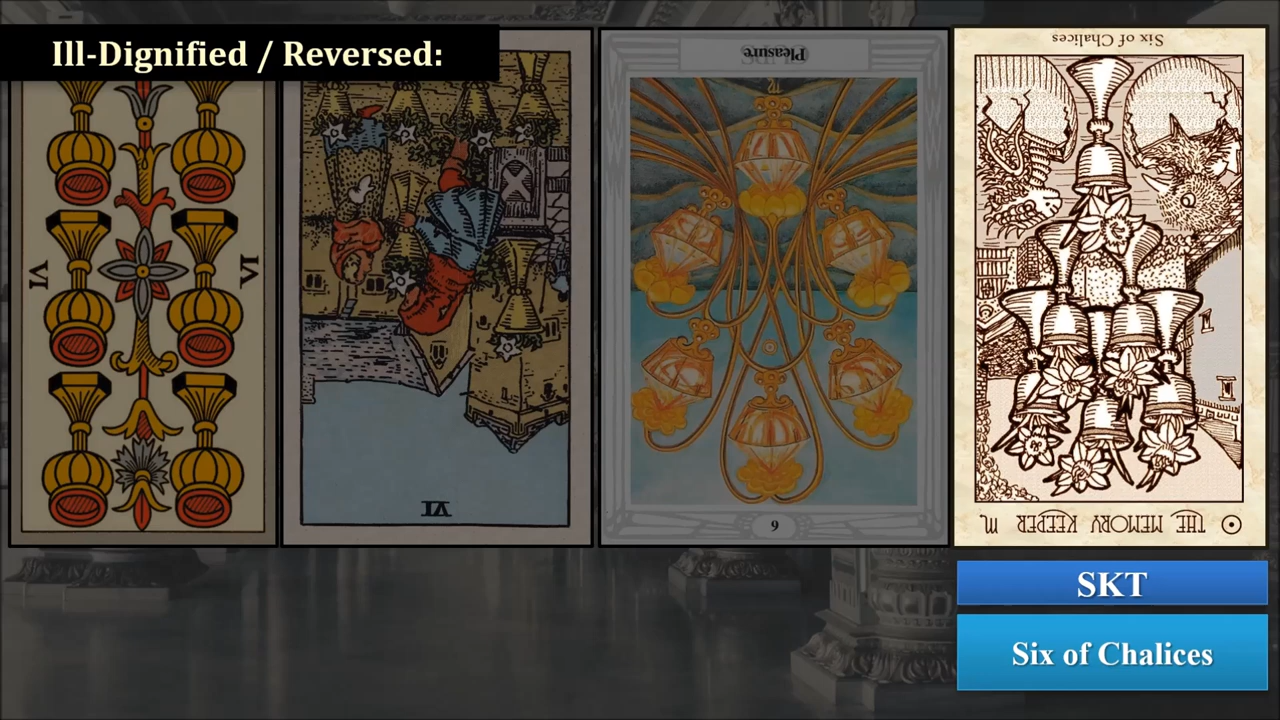 Ill-Dignified / Reversed:
VI
VI
VI
Pleasure
6
Six of Chalices
☉ THE MEMORY KEEPER ♏
SKT
Six of Chalices